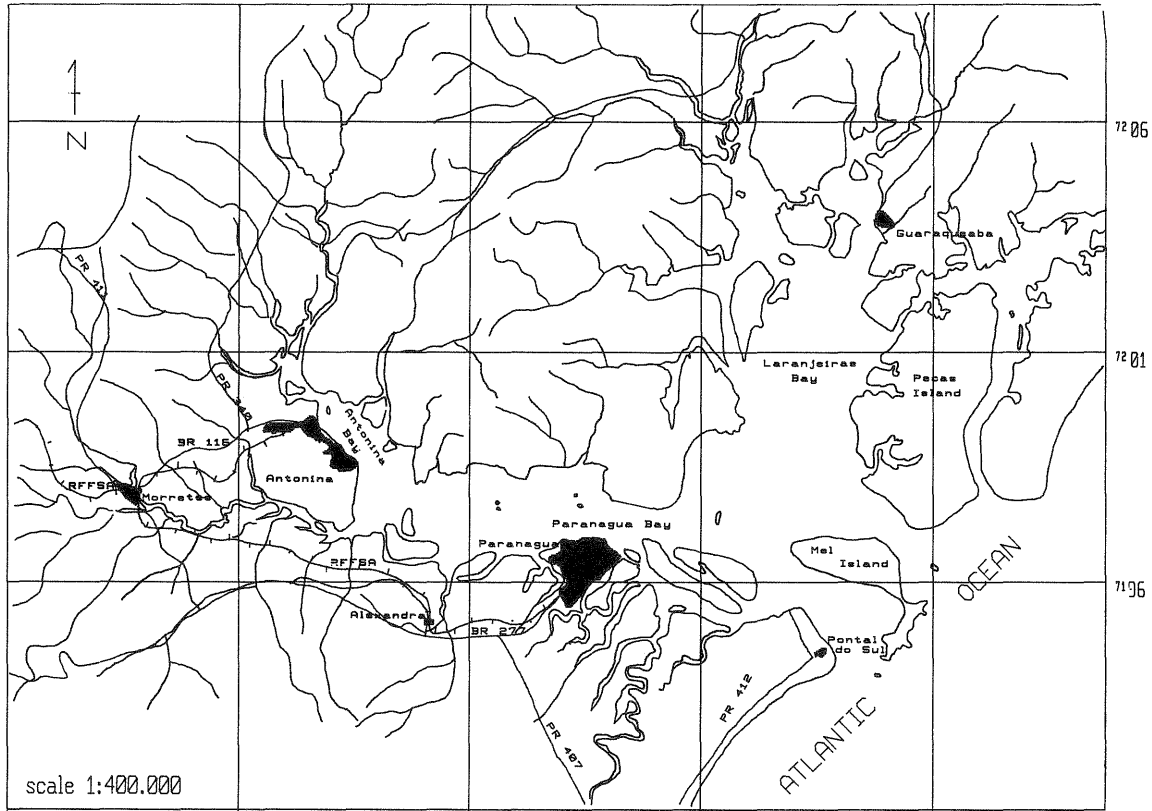 N
72 06
Guaraqueaba
PR 411
72 01
Laranjeiras
Bay
Pecas
Island
PR 340
Antonina
Bay
BR 116
Antonina
RFFSA
Morretes
Paranagua Bay
Paranagua
Mel
Island
OCEAN
RFFSA
71 96
Alexandra
BR 277
Pontal
do Sul
PR 412
PR 407
ATLANTIC
scale 1:400.000